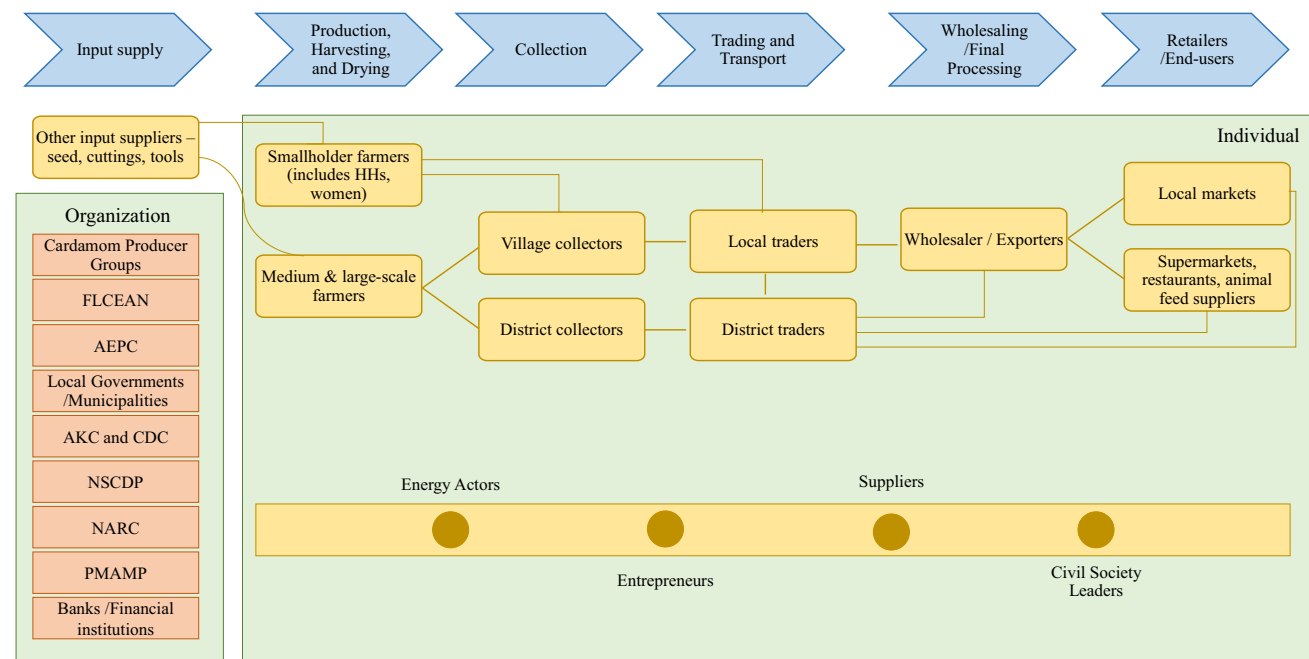 Input supply
Production,
Harvesting,
and Drying
Collection
Trading and
Transport
Wholesaling
/Final
Processing
Retailers
/End-users
Other input suppliers –
seed, cuttings, tools
Organization
Cardamom Producer
Groups
FLCEAN
AEPC
Local Governments
/Municipalities
AKC and CDC
NSCDP
NARC
PMAMP
Banks /Financial
institutions
Individual
Smallholder farmers
(includes HHs,
women)
Medium & large-scale
farmers
Village collectors
District collectors
Local traders
District traders
Wholesaler / Exporters
Local markets
Supermarkets,
restaurants, animal
feed suppliers
Energy Actors
Entrepreneurs
Suppliers
Civil Society
Leaders